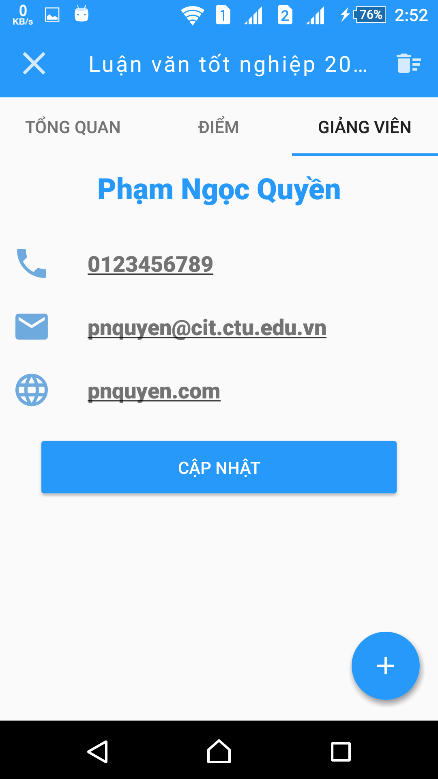 0 KB/s 1 2 76% 2:52
Luận văn tốt nghiệp 20...
TỔNG QUAN ĐIỂM GIẢNG VIÊN
Phạm Ngọc Quyền
0123456789
pnquyen@cit.ctu.edu.vn
pnquyen.com
CẬP NHẬT
+